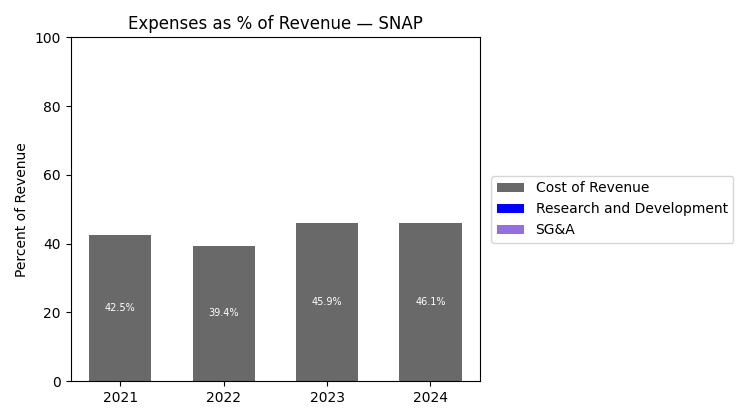 Expenses as % of Revenue — SNAP
Percent of Revenue
100
80
60
40
20
0
42.5%
39.4%
45.9%
46.1%
2021
2022
2023
2024
Cost of Revenue
Research and Development
SG&A